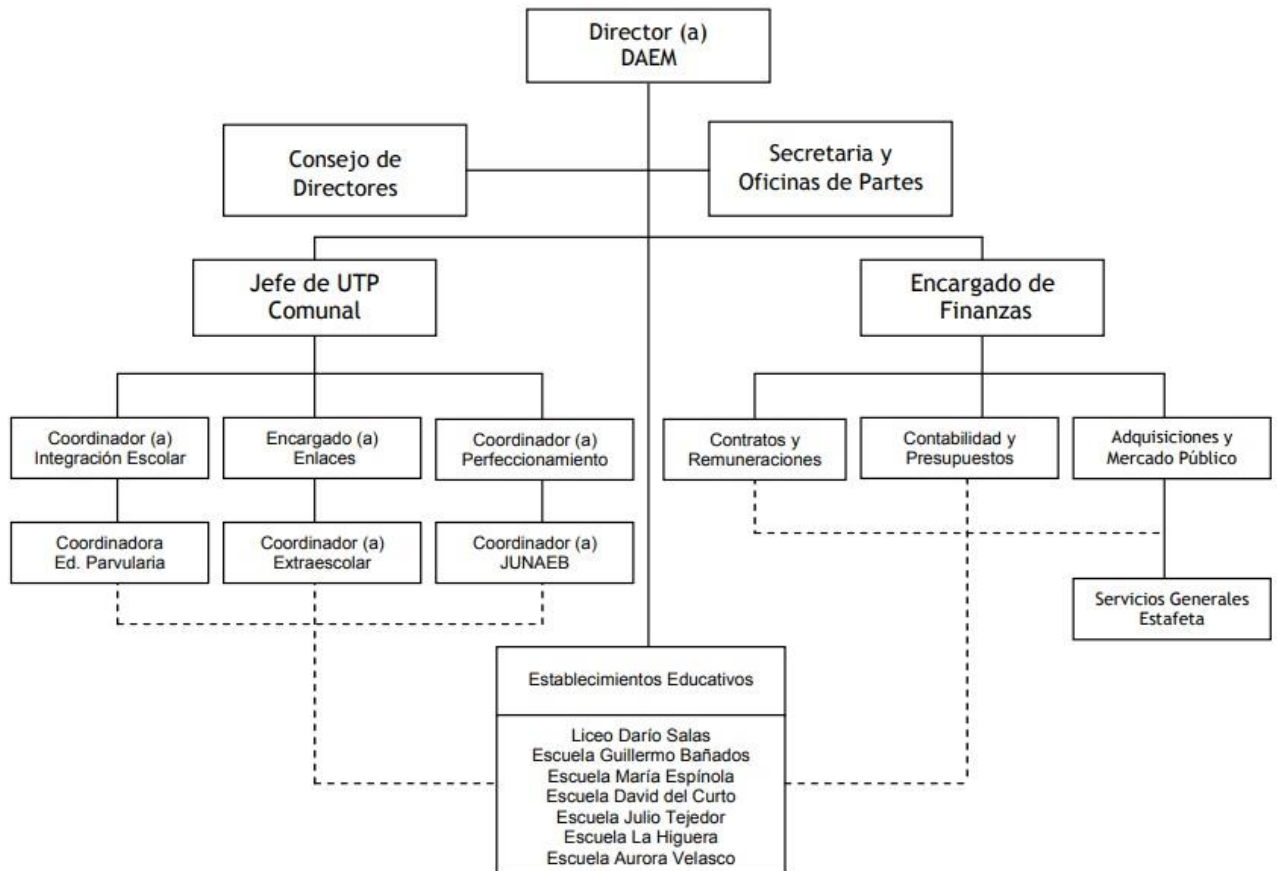 Director (a)
DAEM
Consejo de
Directores
Secretaria y
Oficinas de Partes
Jefe de UTP
Comunal
Encargado de
Finanzas
Coordinador (a)
Integración Escolar
Encargado (a)
Enlaces
Coordinador (a)
Perfeccionamiento
Contratos y
Remuneraciones
Contabilidad y
Presupuestos
Adquisiciones y
Mercado Público
Coordinadora
Ed. Parvularia
Coordinador (a)
Extraescolar
Coordinador (a)
JUNAEB
Servicios Generales
Estafeta
Establecimientos Educativos
Liceo Darío Salas
Escuela Guillermo Bañados
Escuela María Espínola
Escuela David del Curto
Escuela Julio Tejedor
Escuela La Higuera
Escuela Aurora Velasco